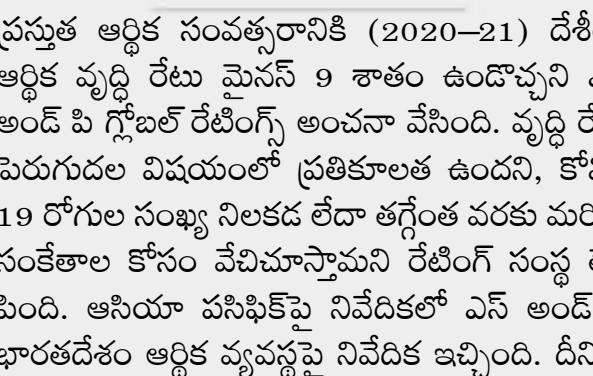 ప్రస్తుత ఆర్థిక సంవత్సరానికి (2020–21) దేశీ
ఆర్థిక వృద్ధి రేటు మైనస్ 9 శాతం ఉండొచ్చని
అండ్ పి గ్లోబల్ రేటింగ్స్ అంచనా వేసింది. వృద్ధి రే
పెరుగుదల విషయంలో ప్రతికూలత ఉందని, కో
19 రోగుల సంఖ్య నిలకడ లేదా తగ్గేంత వరకు మరి
సంకేతాల కోసం వేచిచూస్తామని రేటింగ్ సంస్థ
పింది. ఆసియా పసిఫిక్‌పై నివేదికలో ఎస్ అండ్
భారతదేశం ఆర్థిక వ్యవస్థపై నివేదిక ఇచ్చింది. దీని